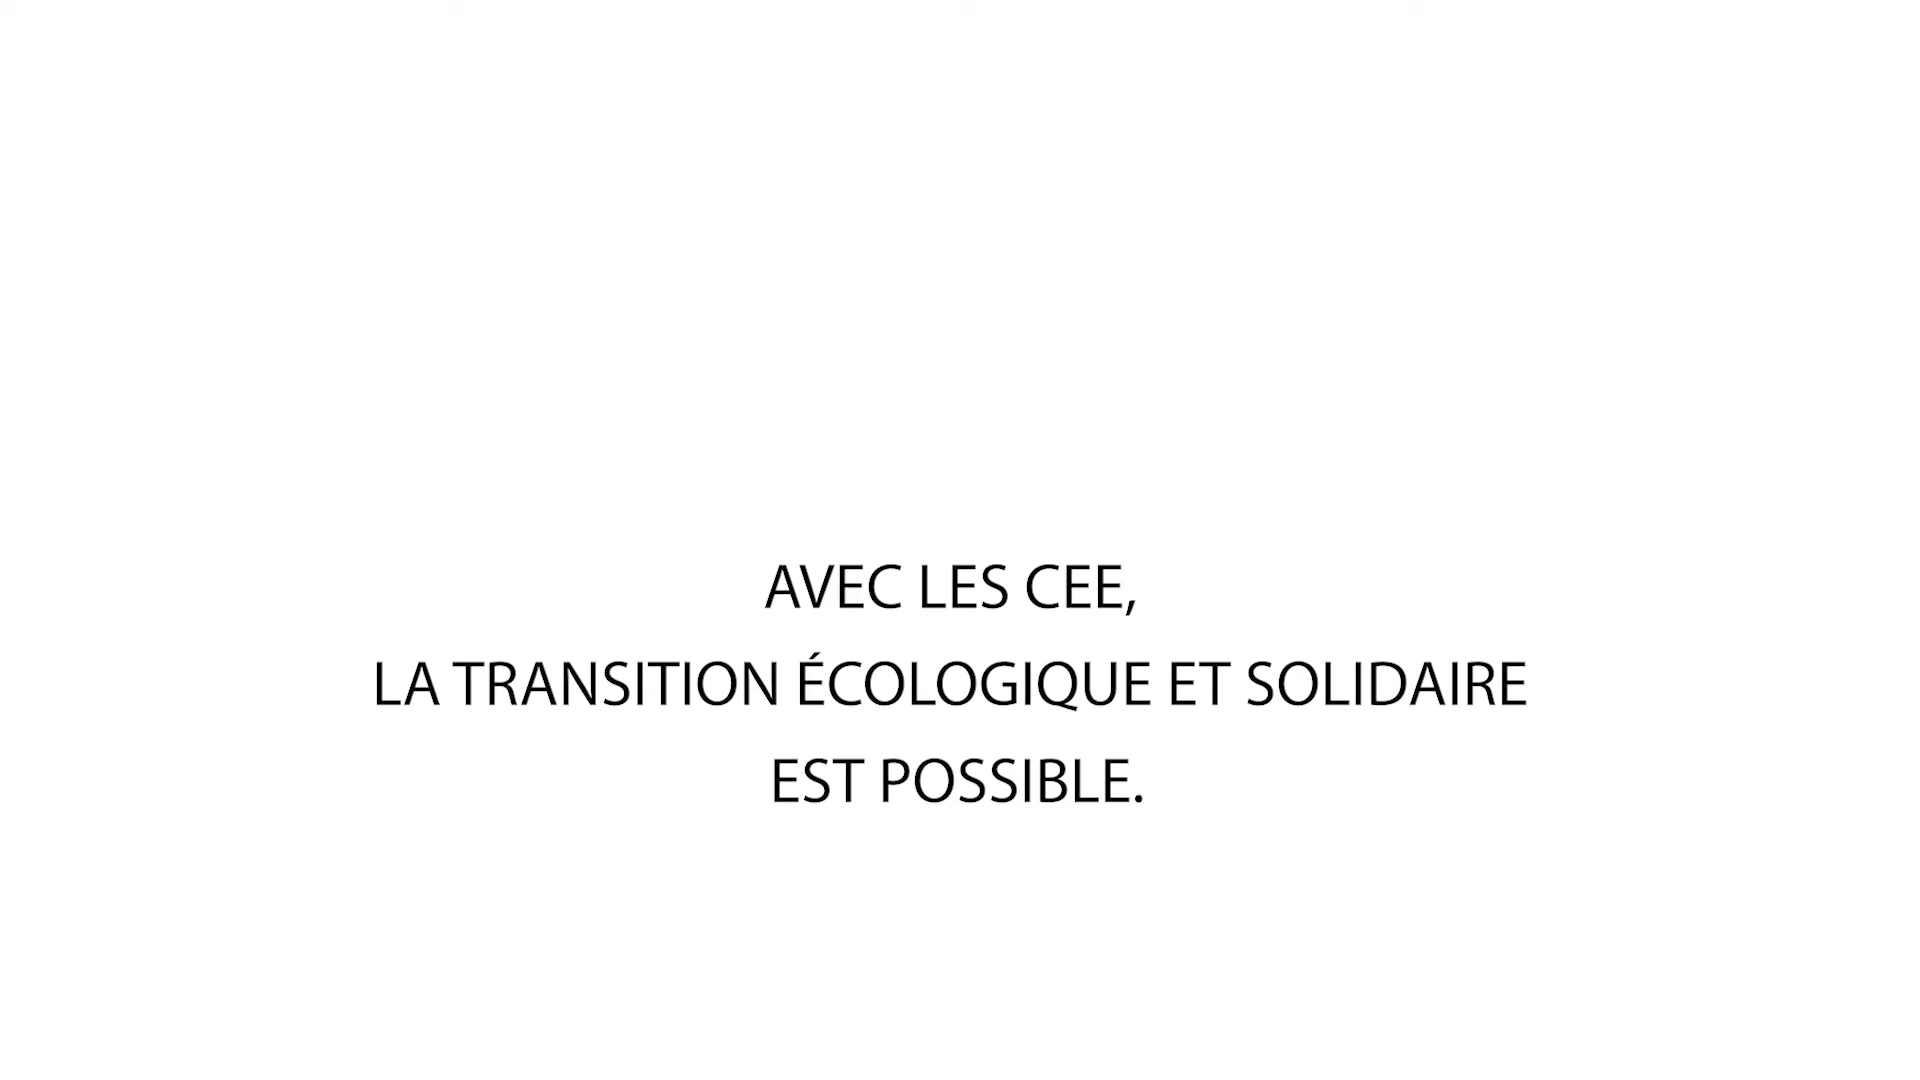 AVEC LES CEE,
LA TRANSITION ÉCOLOGIQUE ET SOLIDAIRE
EST POSSIBLE.